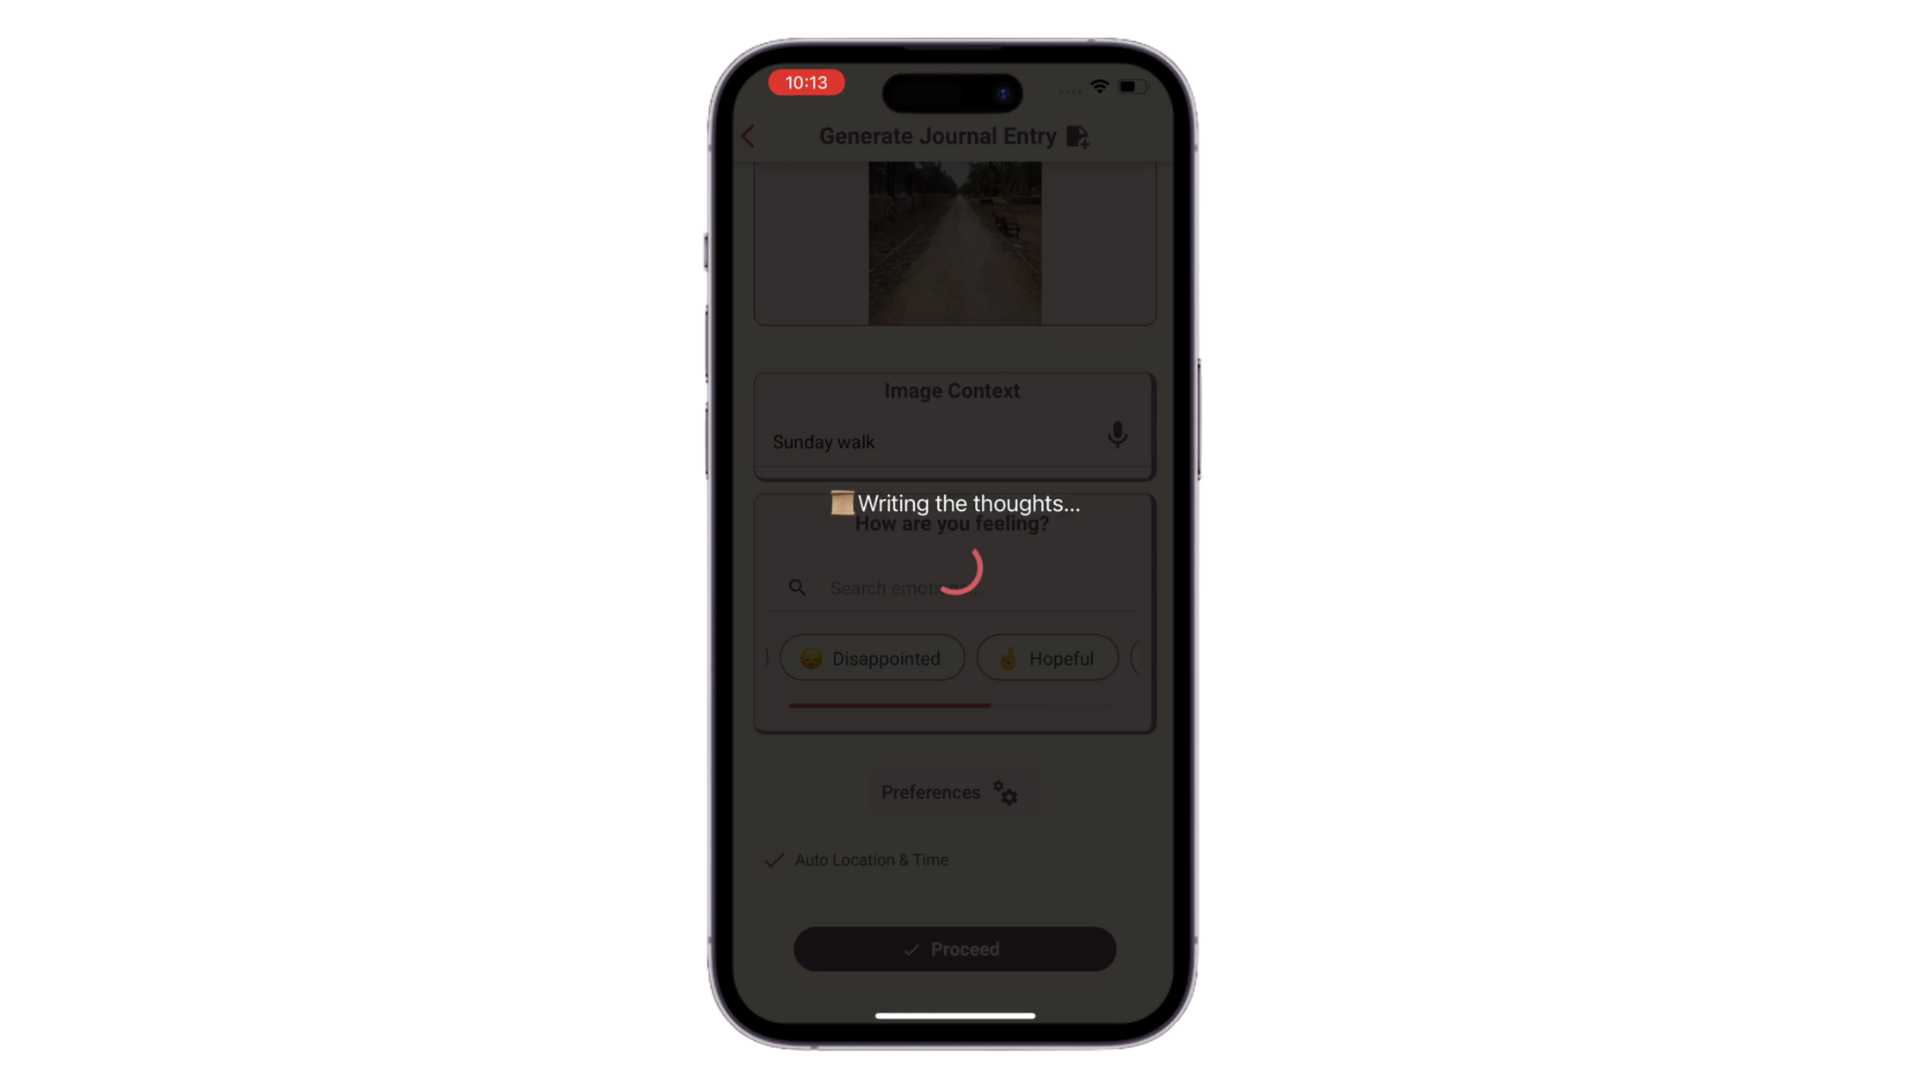 10:13
Generate Journal Entry
Image Context
Sunday walk
Writing the thoughts...
How are you feeling?
Search emoti
Disappointed
Hopeful
Preferences
Auto Location & Time
Proceed